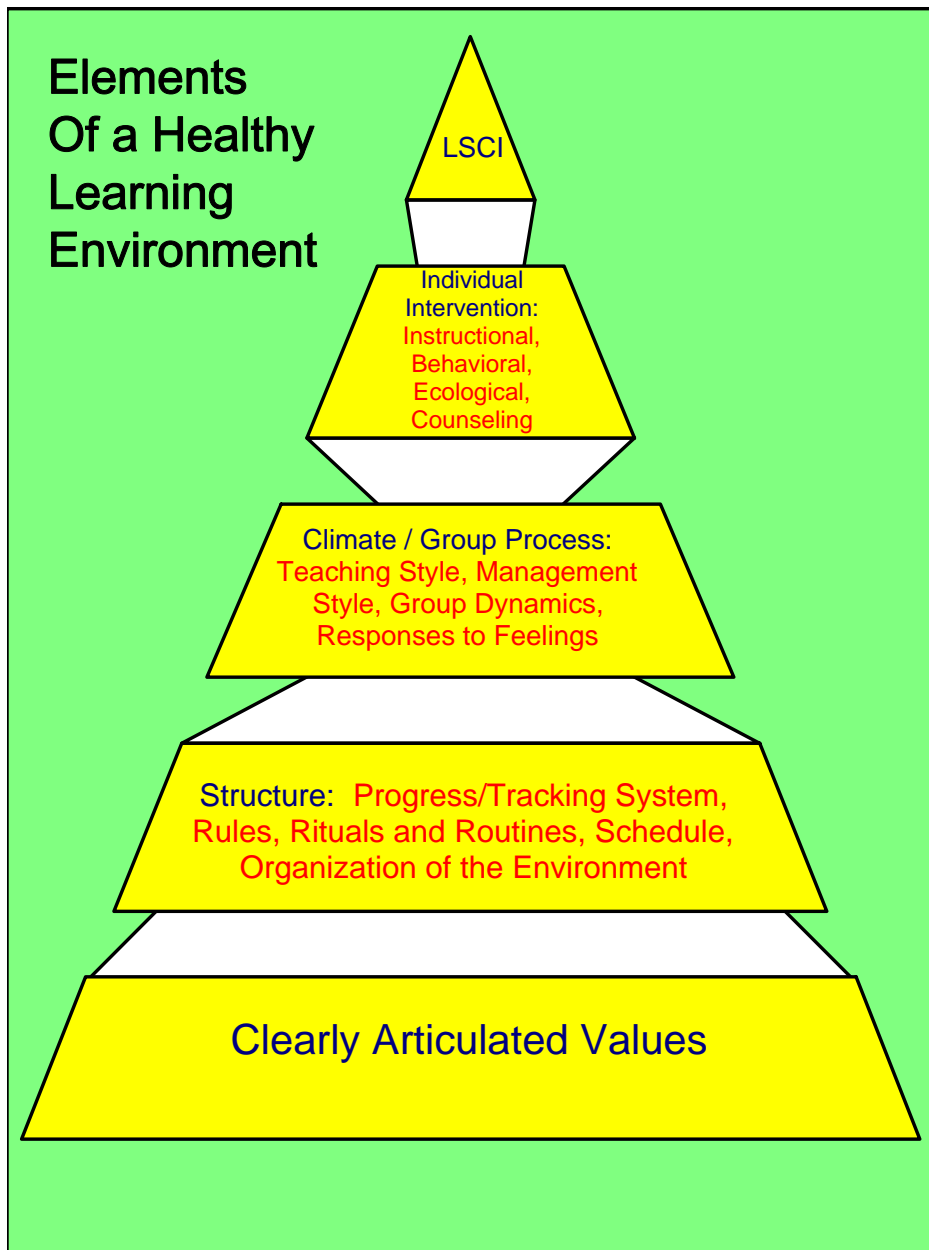 Elements
Of a Healthy
Learning
Environment
LSCI
Individual
Intervention:
Instructional,
Behavioral,
Ecological,
Counseling
Climate / Group Process:
Teaching Style, Management
Style, Group Dynamics,
Responses to Feelings
Structure: Progress/Tracking System,
Rules, Rituals and Routines, Schedule,
Organization of the Environment
Clearly Articulated Values